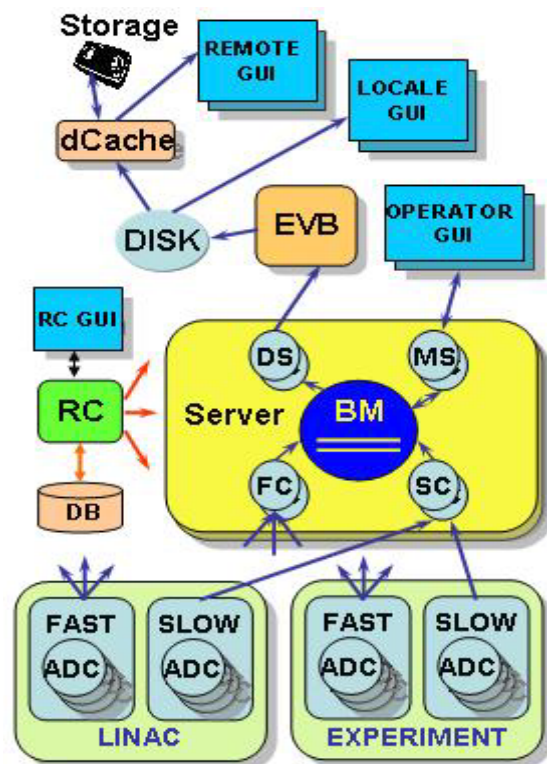 Storage
REMOTE
GUI
LOCALE
GUI
dCache
DISK
EVB
OPERATOR
GUI
RC GUI
DS
MS
RC
Server
BM
DB
FC
SC
FAST
ADC
SLOW
ADC
LINAC
FAST
ADC
SLOW
ADC
EXPERIMENT